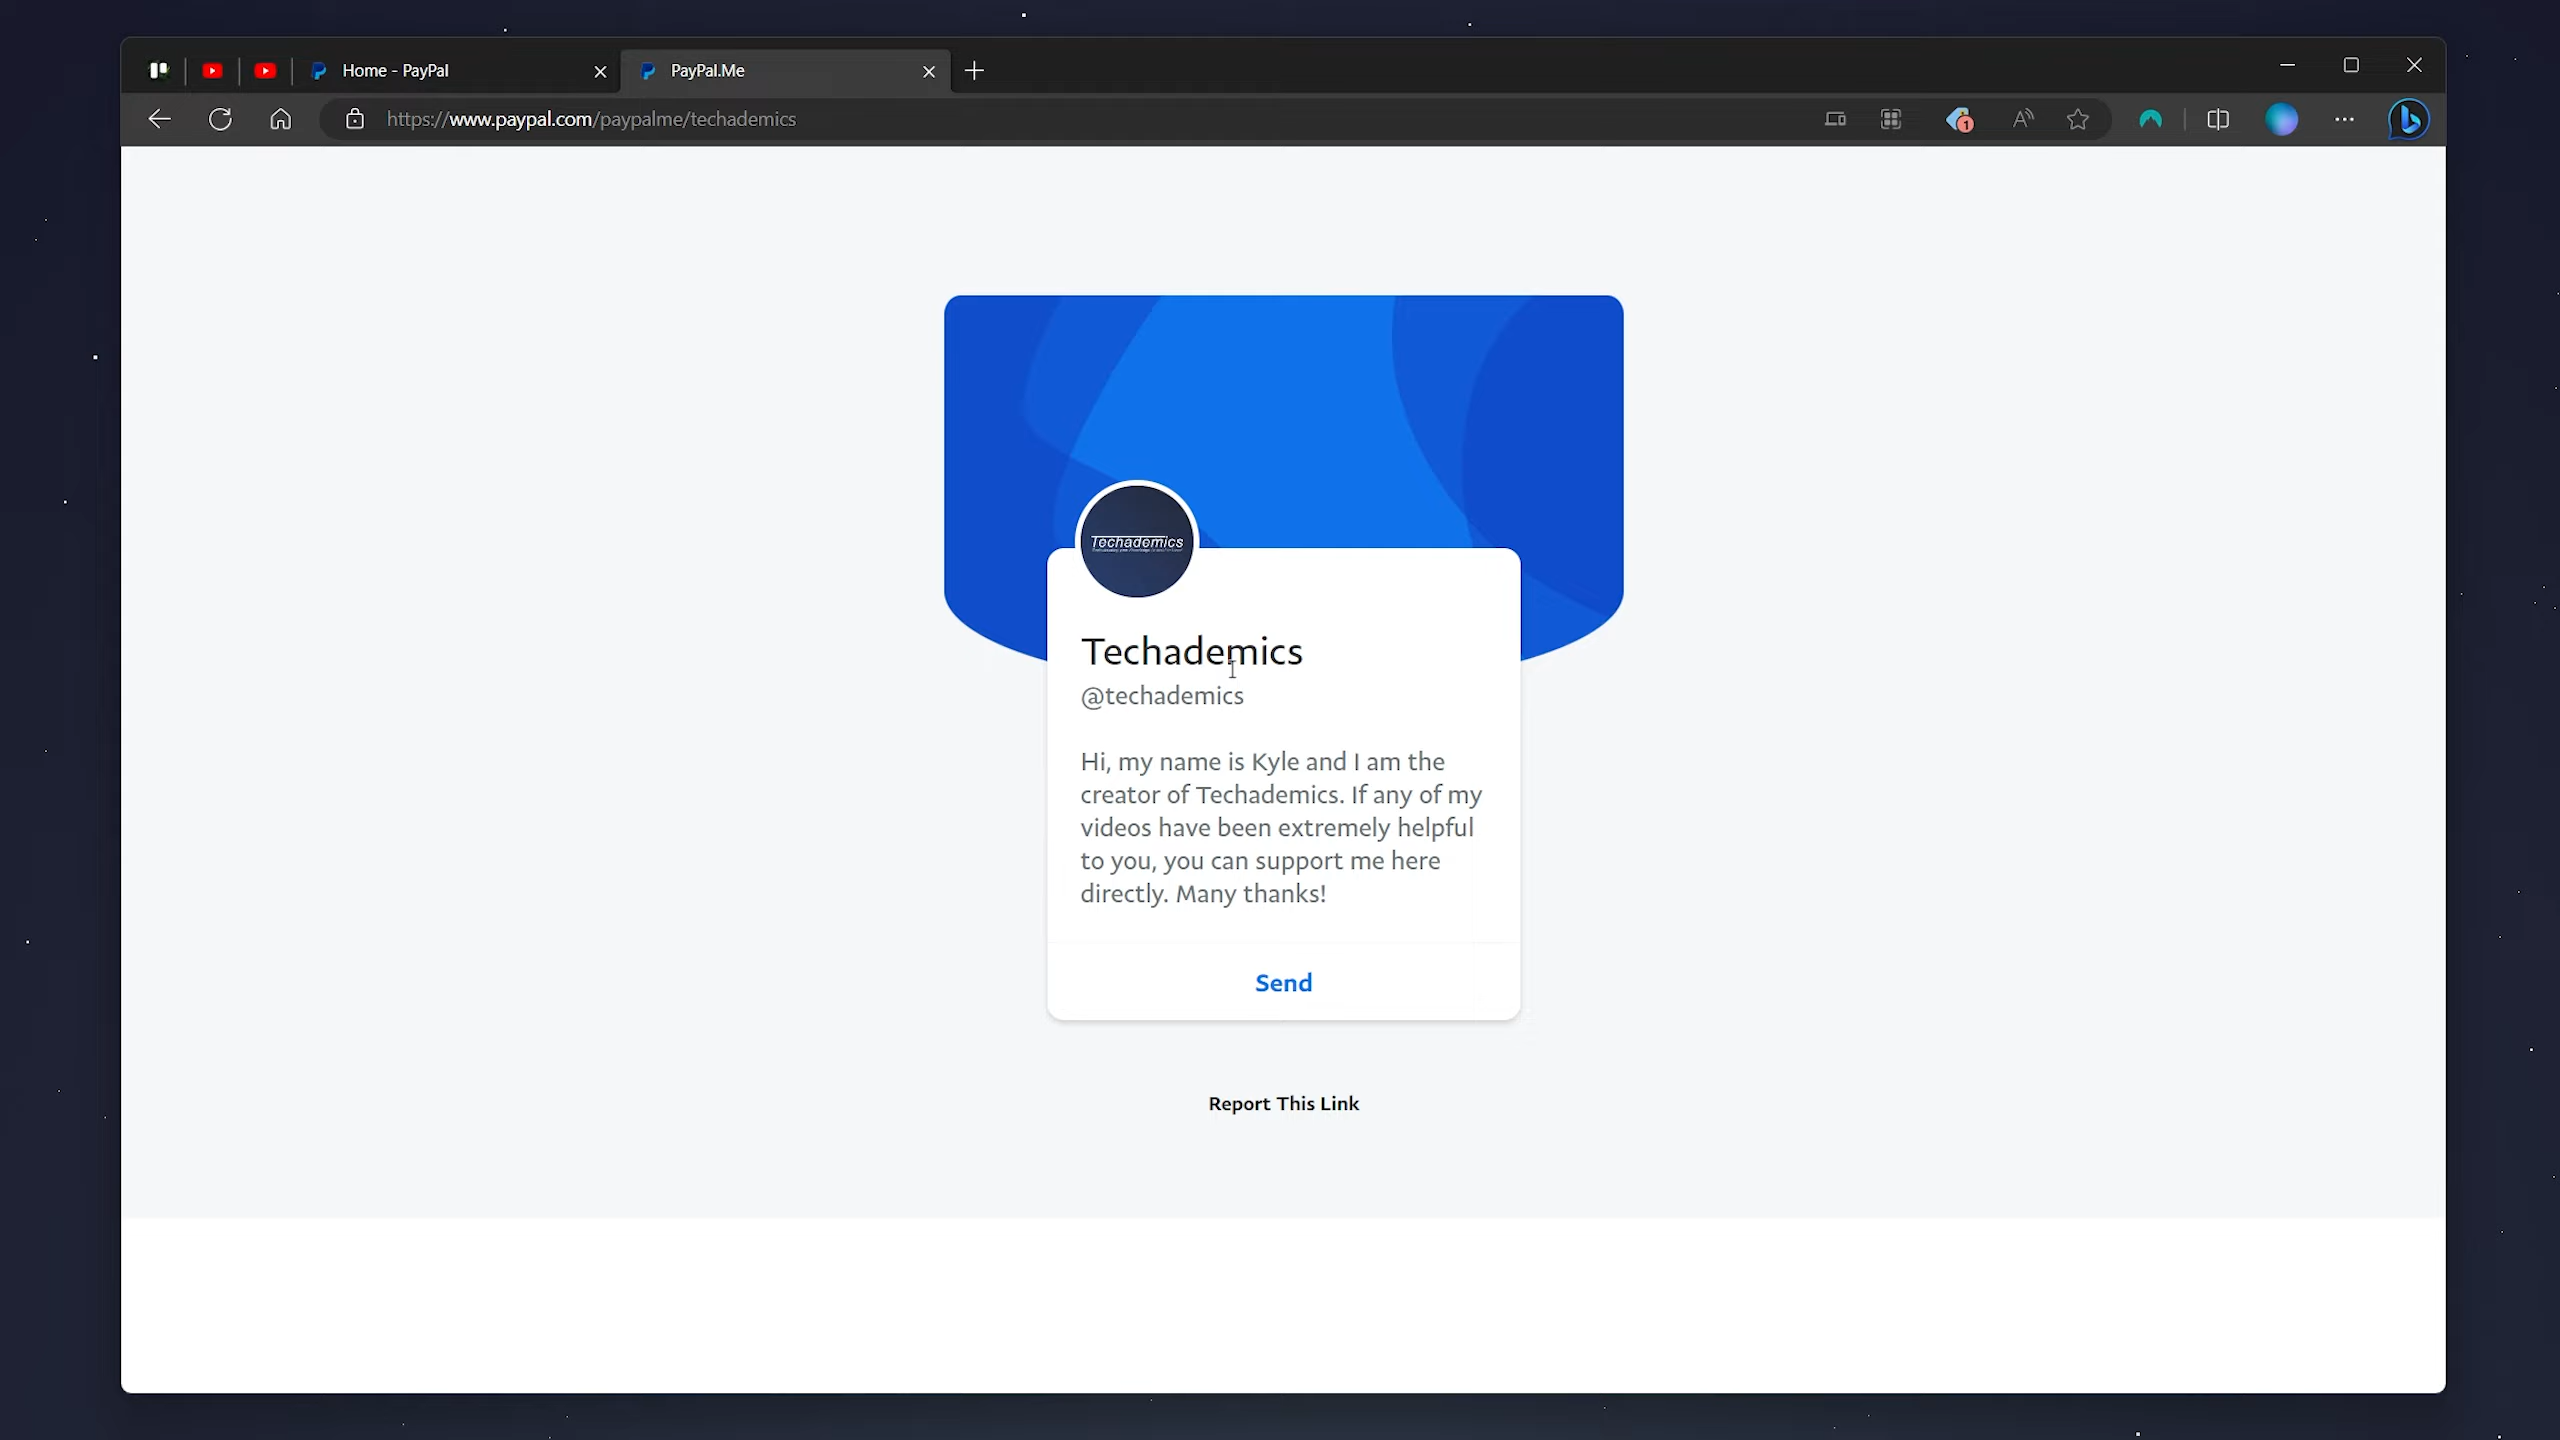 Home - PayPal
PayPal.Me
https://www.paypal.com/paypalme/techademics
1
Techademics
Techademics
@techademics
Hi, my name is Kyle and I am the
creator of Techademics. If any of my
videos have been extremely helpful
to you, you can support me here
directly. Many thanks!
Send
Report This Link